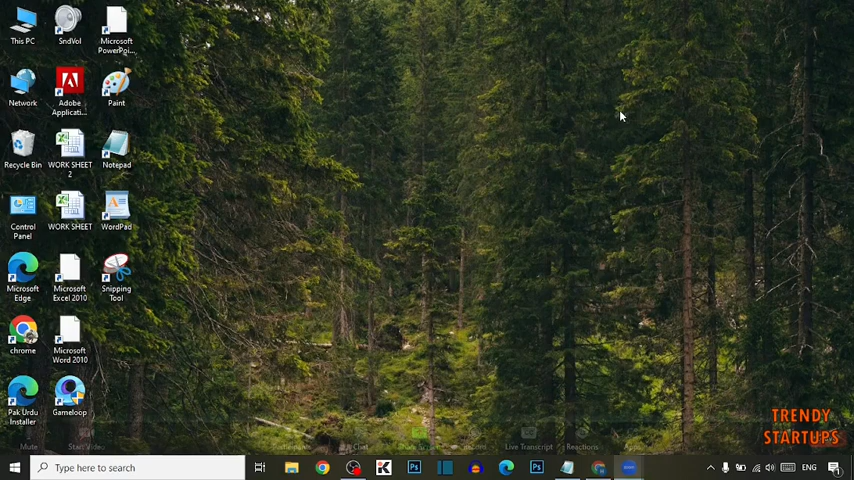 This PC
SndVol
Microsoft
PowerPoi...
Network
Adobe
Applicati...
Paint
Recycle Bin
WORK SHEET
2
Notepad
Control
Panel
WORK SHEET
WordPad
Microsoft
Edge
Microsoft
Excel 2010
Snipping
Tool
chrome
Microsoft
Word 2010
Pak Urdu
Installer
Gameloop
TRENDY
STARTUPS
Mute
Start Video
Chat
Live Transcript
Reactions
Type here to search
ENG